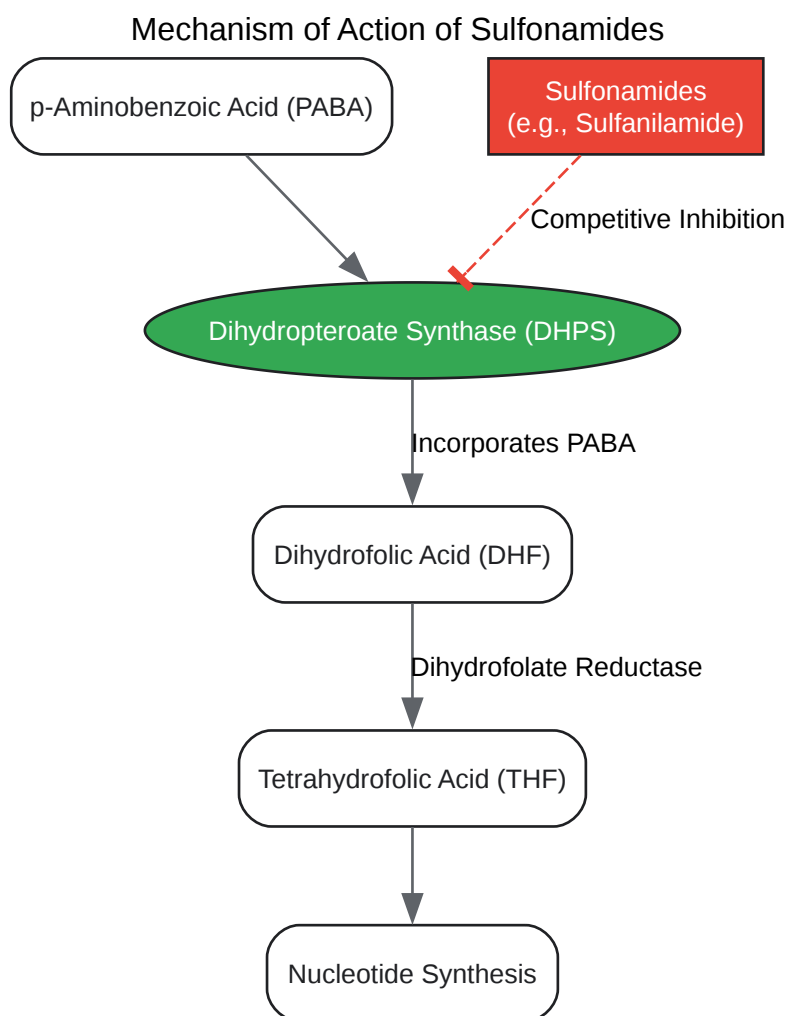 Mechanism of Action of Sulfonamides
p-Aminobenzoic Acid (PABA)
Sulfonamides
(e.g., Sulfanilamide)
Competitive Inhibition
Dihydropteroate Synthase (DHPS)
Incorporates PABA
Dihydrofolic Acid (DHF)
Dihydrofolate Reductase
Tetrahydrofolic Acid (THF)
Nucleotide Synthesis